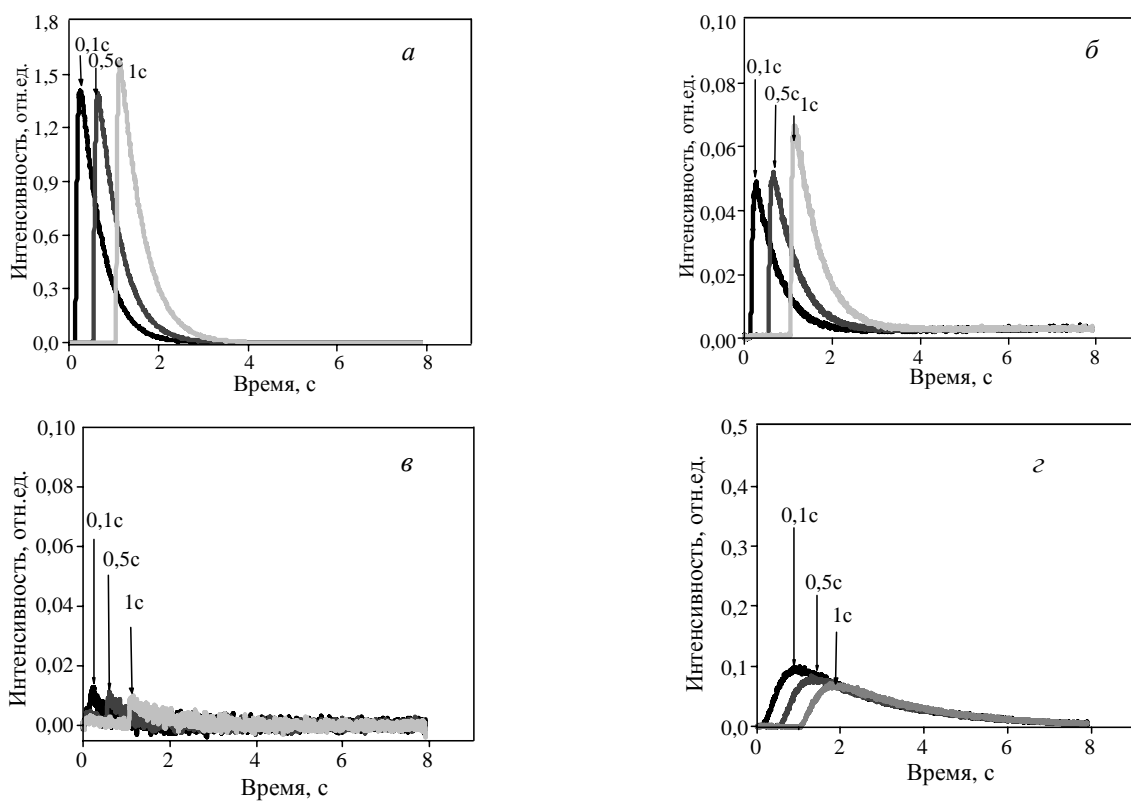 1,8
1,5
1,2
0,9
0,6
0,3
0,0
0,1с
0,5с
1с
а
0 2 4 6 8
Время, с
Интенсивность, отн.ед.
0,10
0,08
0,06
0,04
0,02
0,00
0,1с
0,5с
1с
б
0 2 4 6 8
Время, с
Интенсивность, отн.ед.
0,10
0,08
0,06
0,04
0,02
0,00
0,1с
0,5с
1с
в
0 2 4 6 8
Время, с
Интенсивность, отн.ед.
0,5
0,4
0,3
0,2
0,1
0,0
0,1с
0,5с
1с
г
0 2 4 6 8
Время, с
Интенсивность, отн.ед.